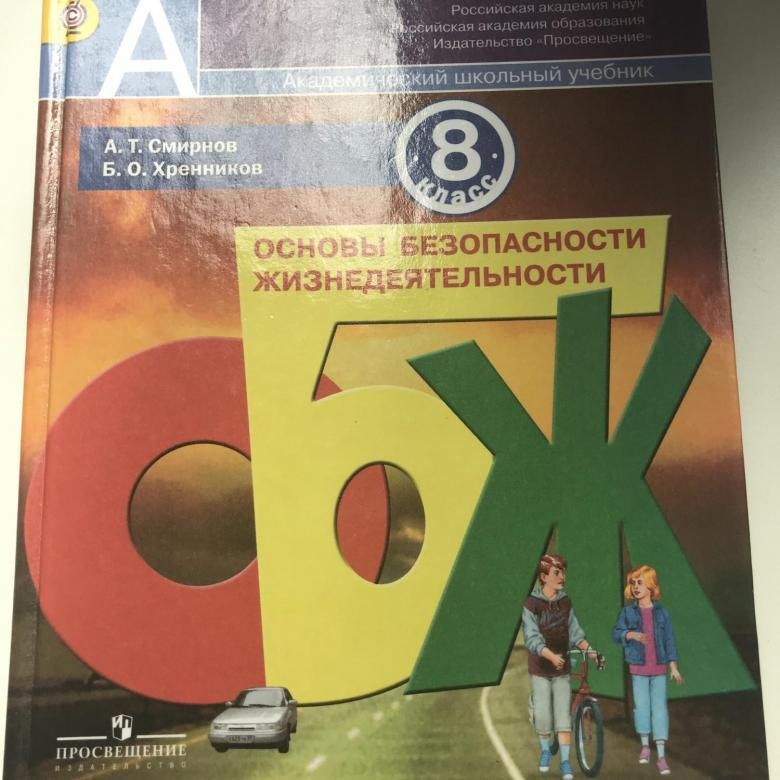 Российская академия наук
Российская академия образования
Издательство «Просвещение»
А
Академический школьный учебник
А. Т. Смирнов
Б. О. Хренников
8
класс
ОСНОВЫ БЕЗОПАСНОСТИ
ЖИЗНЕДЕЯТЕЛЬНОСТИ
ОБЖ
ПРОСВЕЩЕНИЕ
ИЗДАТЕЛЬСТВО